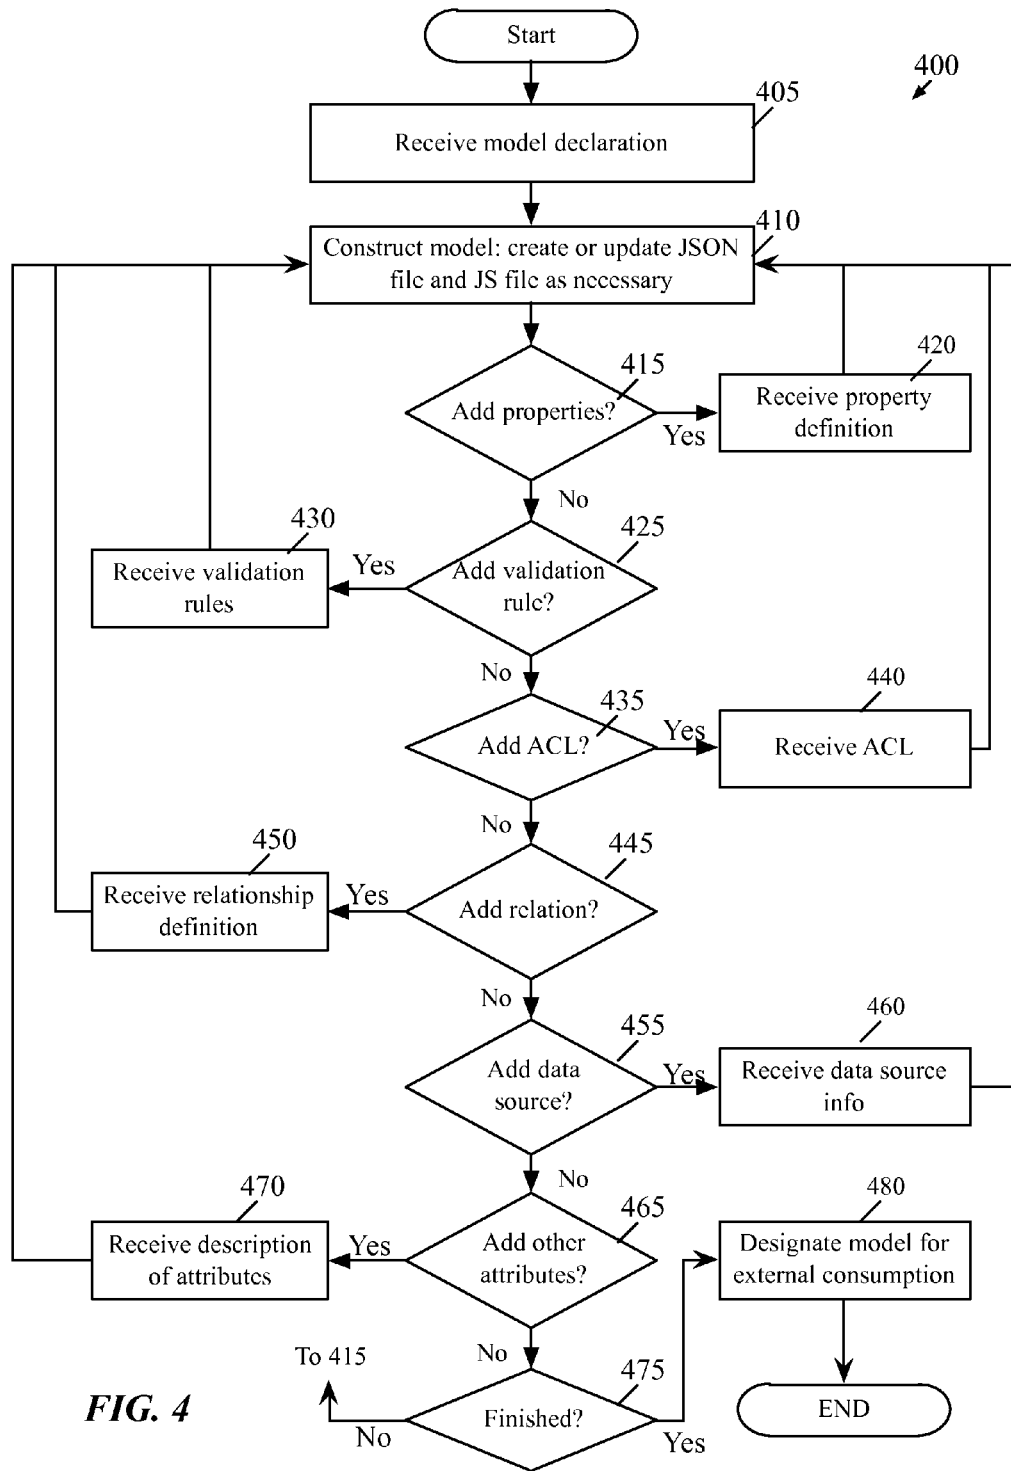 Start
400
405
Receive model declaration
410
Construct model: create or update JSON
file and JS file as necessary
415
Add properties?
Yes
420
Receive property
definition
No
430
Receive validation
rules
Yes
425
Add validation
rule?
No
435
Add ACL?
Yes
440
Receive ACL
No
450
Receive relationship
definition
Yes
445
Add relation?
No
455
Add data
source?
Yes
460
Receive data source
info
No
470
Receive description
of attributes
Yes
465
Add other
attributes?
480
Designate model for
external consumption
No
To 415
475
Finished?
No
Yes
END
FIG. 4